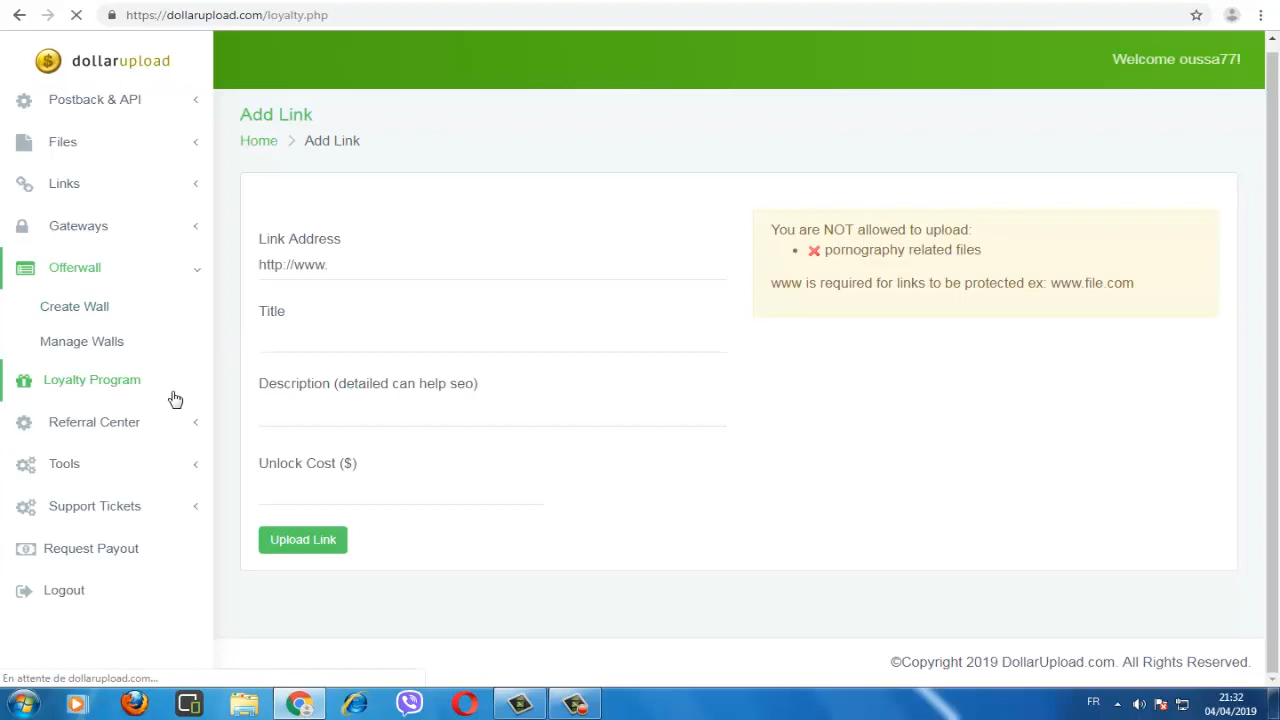 https://dollarupload.com/loyalty.php
dollarupload
Welcome oussa77!
Postback & API
Files
Links
Gateways
Offerwall
Create Wall
Manage Walls
Loyalty Program
Referral Center
Tools
Support Tickets
Request Payout
Logout
Add Link
Home > Add Link
Link Address
http://www.
Title
Description (detailed can help seo)
Unlock Cost ($)
Upload Link
You are NOT allowed to upload:
pornography related files
www is required for links to be protected ex: www.file.com
©Copyright 2019 DollarUpload.com. All Rights Reserved.
En attente de dollarupload.com...
FR
21:32
04/04/2019